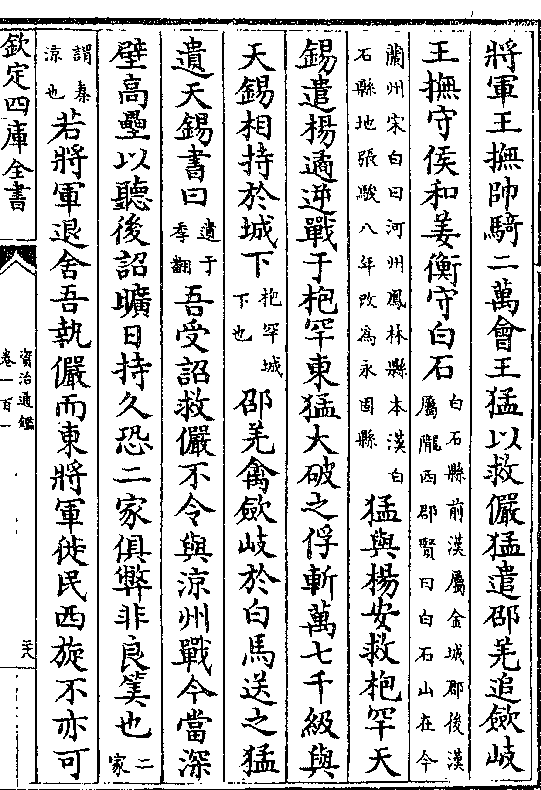 將軍王撫帥騎二萬會王猛以救儼猛遣邵羌追歛岐
王撫守侯和姜衡守白石白石縣前漢屬金城郡後漢屬隴西郡賢曰白石山在今
蘭州宋白曰河州鳳林縣本漢白石縣地張駿八年改為永固縣猛與楊安救枹罕天
錫遣楊遹逆戰于枹罕東猛大破之俘斬萬七千級與
天錫相持於城下枹罕城下也邵羌禽歛岐於白馬送之猛
遺天錫書曰遺于季翻吾受詔救儼不令與涼州戰今當深
壁高壘以聽後詔曠日持久恐二家俱弊非良筭也二家
謂秦涼也若將軍退舍吾執儼而東將軍徙民西旋不亦可
欽定四庫全書
資治通鑑
卷一百一
六